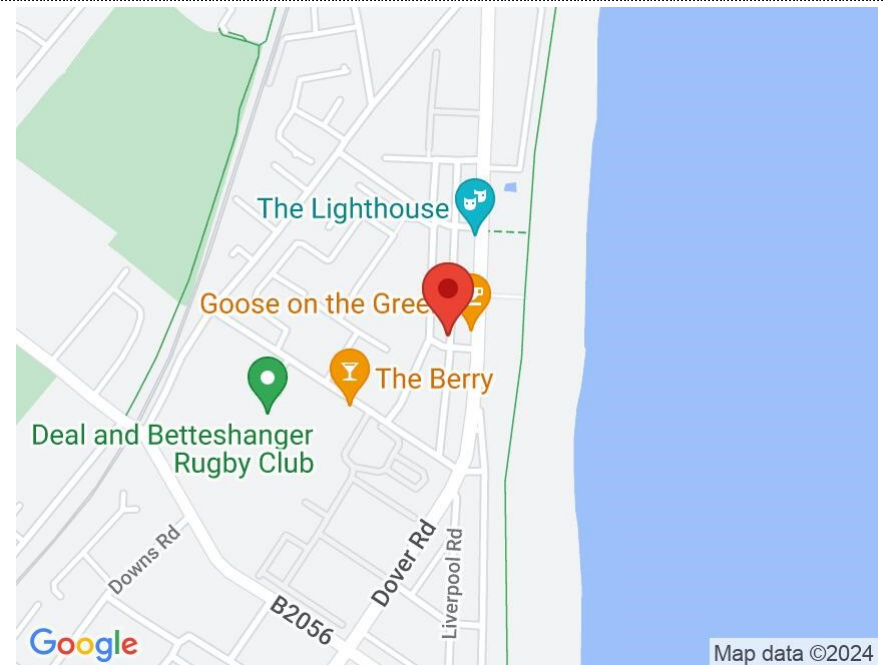 The Lighthouse
Goose on the Gree
The Berry
Deal and Betteshanger
Rugby Club
Downs Rd
Dover Rd
Liverpool Rd
B2056
Google
Map data ©2024